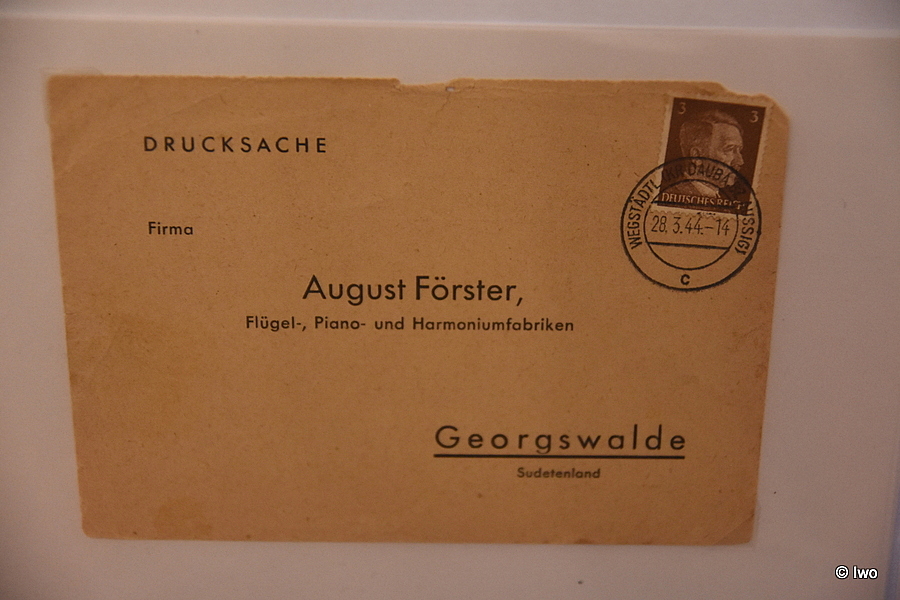 DRUCKSACHE
3 3
DEUTSCHES REICH
WEGSTÄDTL
28.3.44.-14
c
Firma
August Förster,
Flügel-, Piano- und Harmoniumfabriken
Georgswalde
Sudetenland
© Iwo